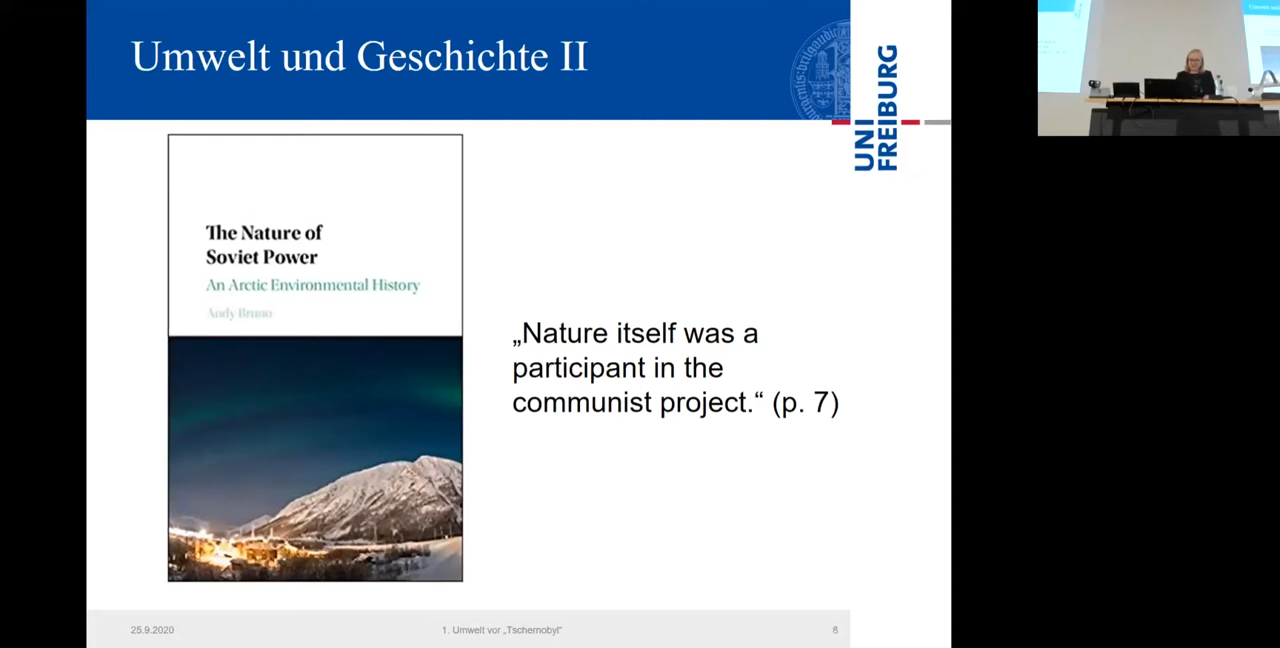 Umwelt und Geschichte II
UNI
FREIBURG
The Nature of
Soviet Power
An Arctic Environmental History
Andy Bruno
„Nature itself was a
participant in the
communist project.“ (p. 7)
25.9.2020
1. Umwelt vor „Tschernobyl“